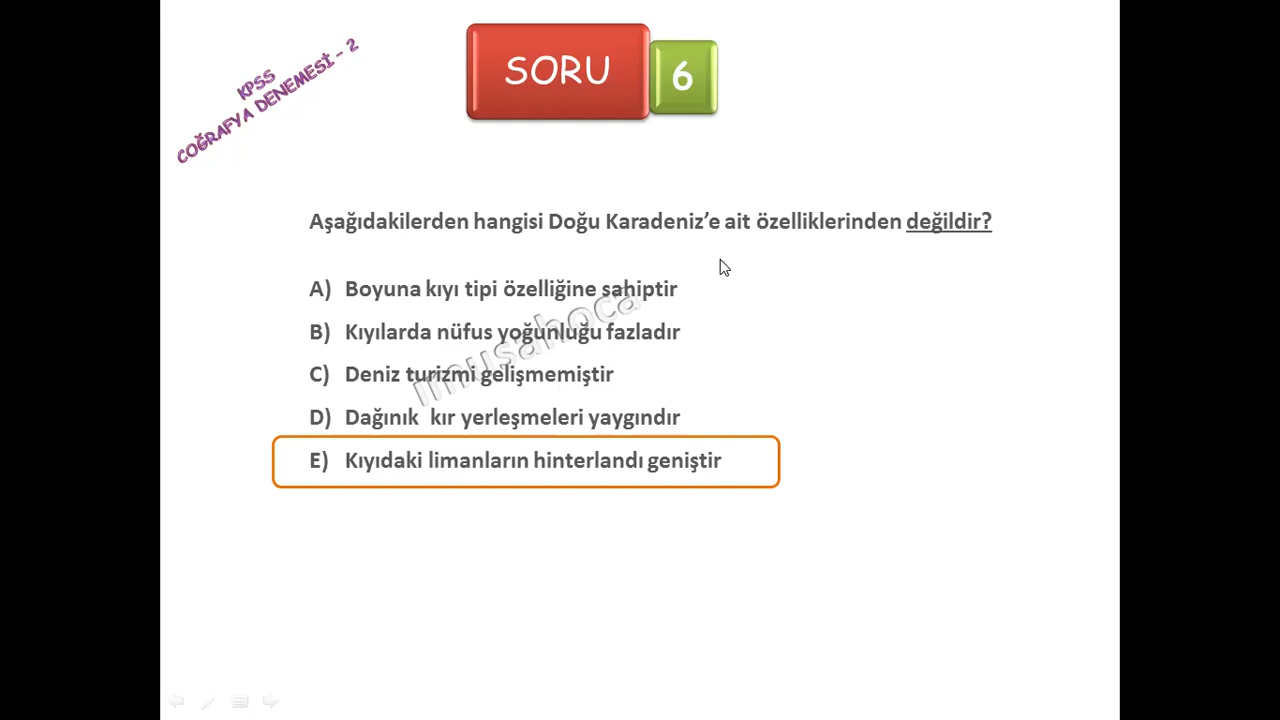 KPSS
COĞRAFYA DENEMESİ - 2
SORU 6
Aşağıdakilerden hangisi Doğu Karadeniz’e ait özelliklerinden değildir?
A) Boyuna kıyı tipi özelliğine sahiptir
B) Kıyılarda nüfus yoğunluğu fazladır
C) Deniz turizmi gelişmemiştir
D) Dağınık kır yerleşmeleri yaygındır
E) Kıyıdaki limanların hinterlandı geniştir